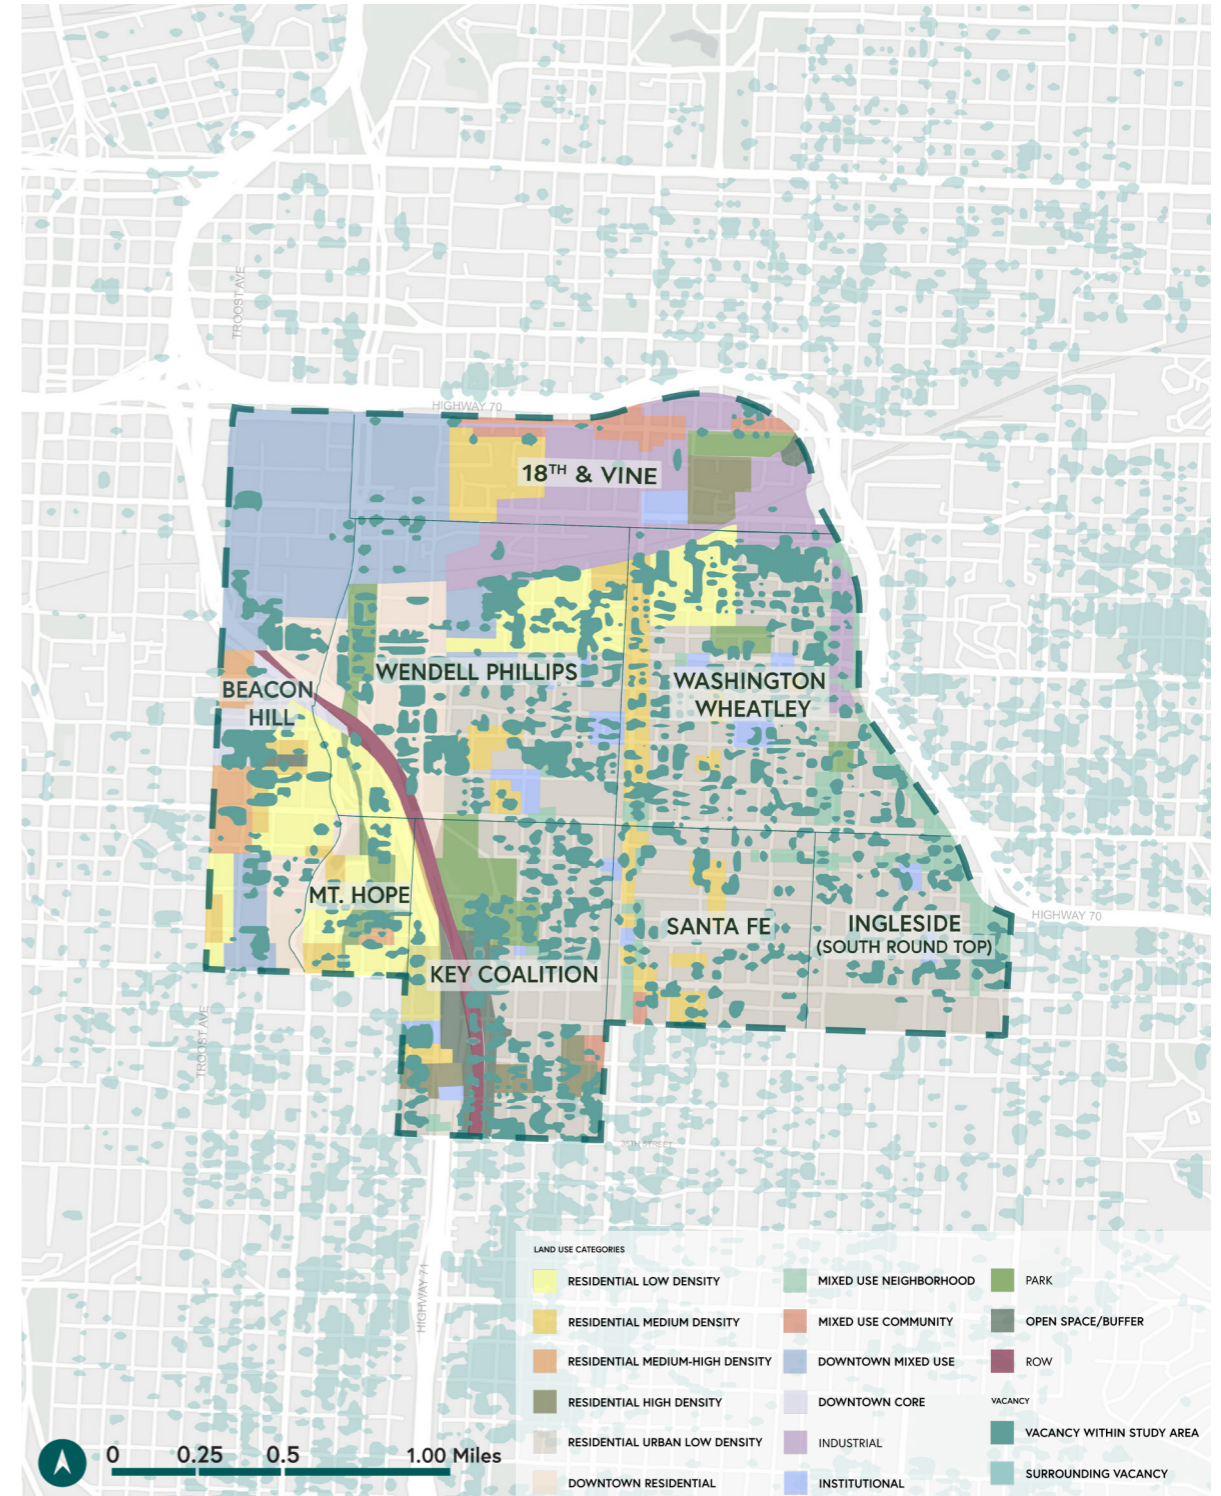 TROOST AVE
HIGHWAY 70
18TH & VINE
WENDELL PHILLIPS
WASHINGTON
WHEATLEY
BEACON
HILL
MT. HOPE
SANTA FE
INGLESIDE
(SOUTH ROUND TOP)
HIGHWAY 70
KEY COALITION
TROOST AVE
STREET
HIGHWAY 71
LAND USE CATEGORIES
RESIDENTIAL LOW DENSITY
RESIDENTIAL MEDIUM DENSITY
RESIDENTIAL MEDIUM-HIGH DENSITY
RESIDENTIAL HIGH DENSITY
RESIDENTIAL URBAN LOW DENSITY
DOWNTOWN RESIDENTIAL
MIXED USE NEIGHBORHOOD
MIXED USE COMMUNITY
DOWNTOWN MIXED USE
DOWNTOWN CORE
INDUSTRIAL
INSTITUTIONAL
PARK
OPEN SPACE/BUFFER
ROW
VACANCY
VACANCY WITHIN STUDY AREA
SURROUNDING VACANCY
0 0.25 0.5 1.00 Miles